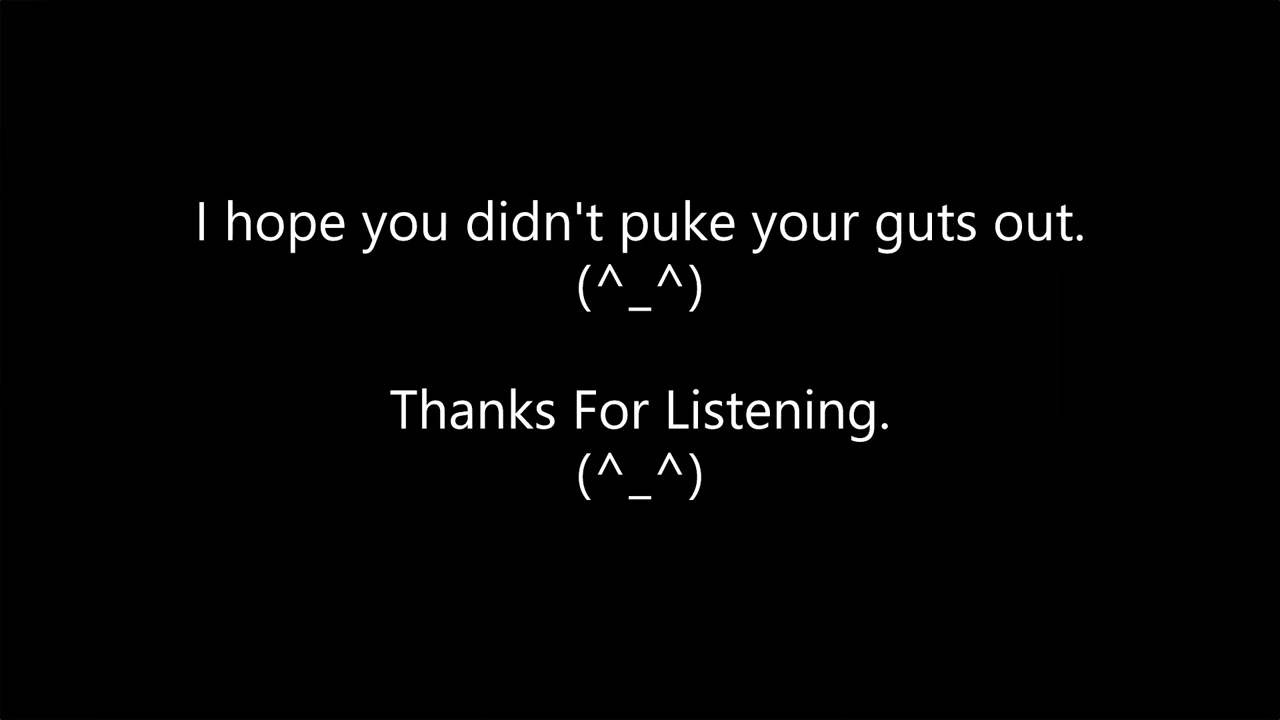 I hope you didn't puke your guts out.
(^_^)
Thanks For Listening.
(^_^)